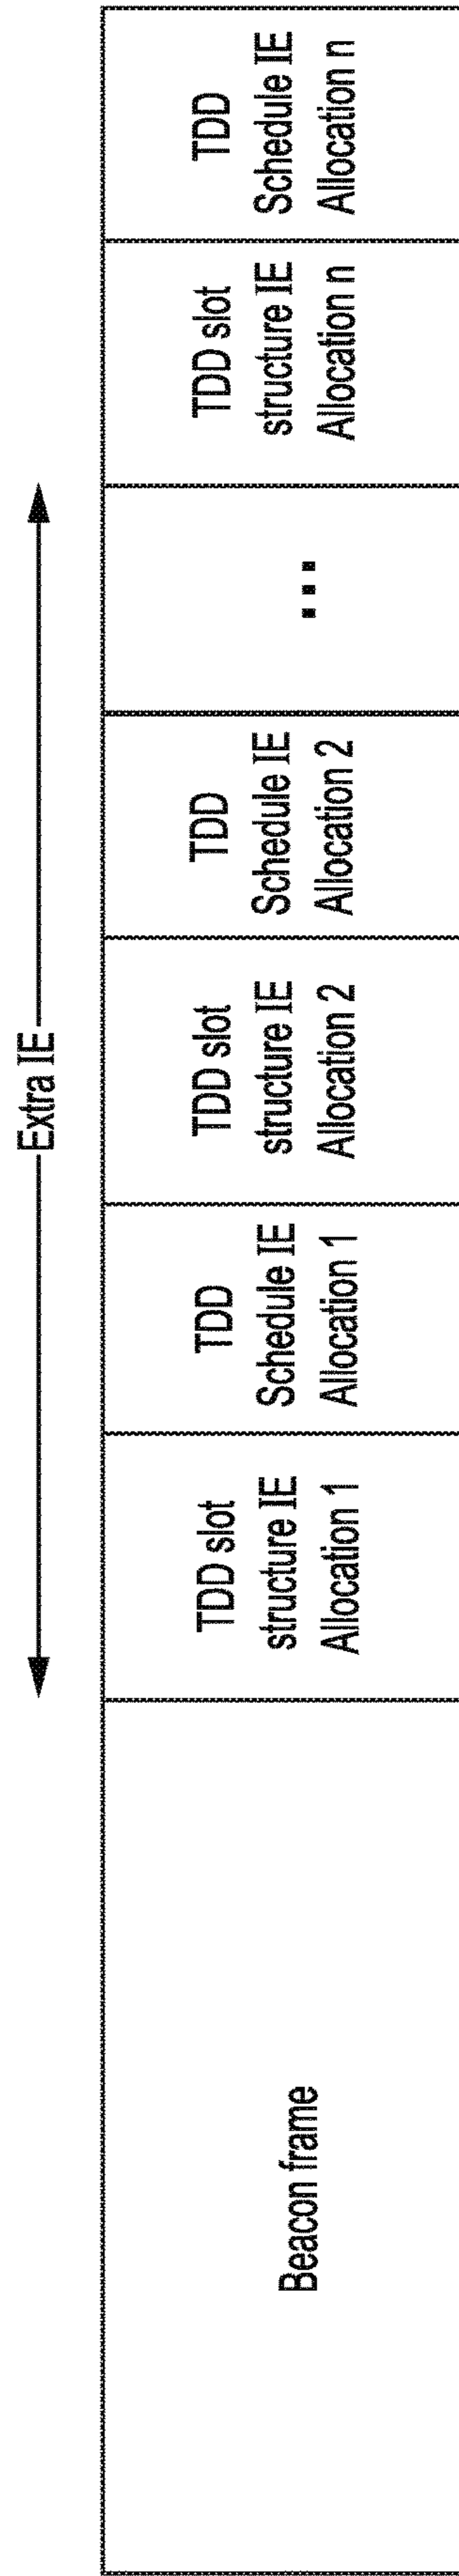 Extra IE
Beacon frame
TDD slot
structure IE
Allocation 1
TDD
Schedule IE
Allocation 1
TDD slot
structure IE
Allocation 2
TDD
Schedule IE
Allocation 2
...
TDD slot
structure IE
Allocation n
TDD
Schedule IE
Allocation n